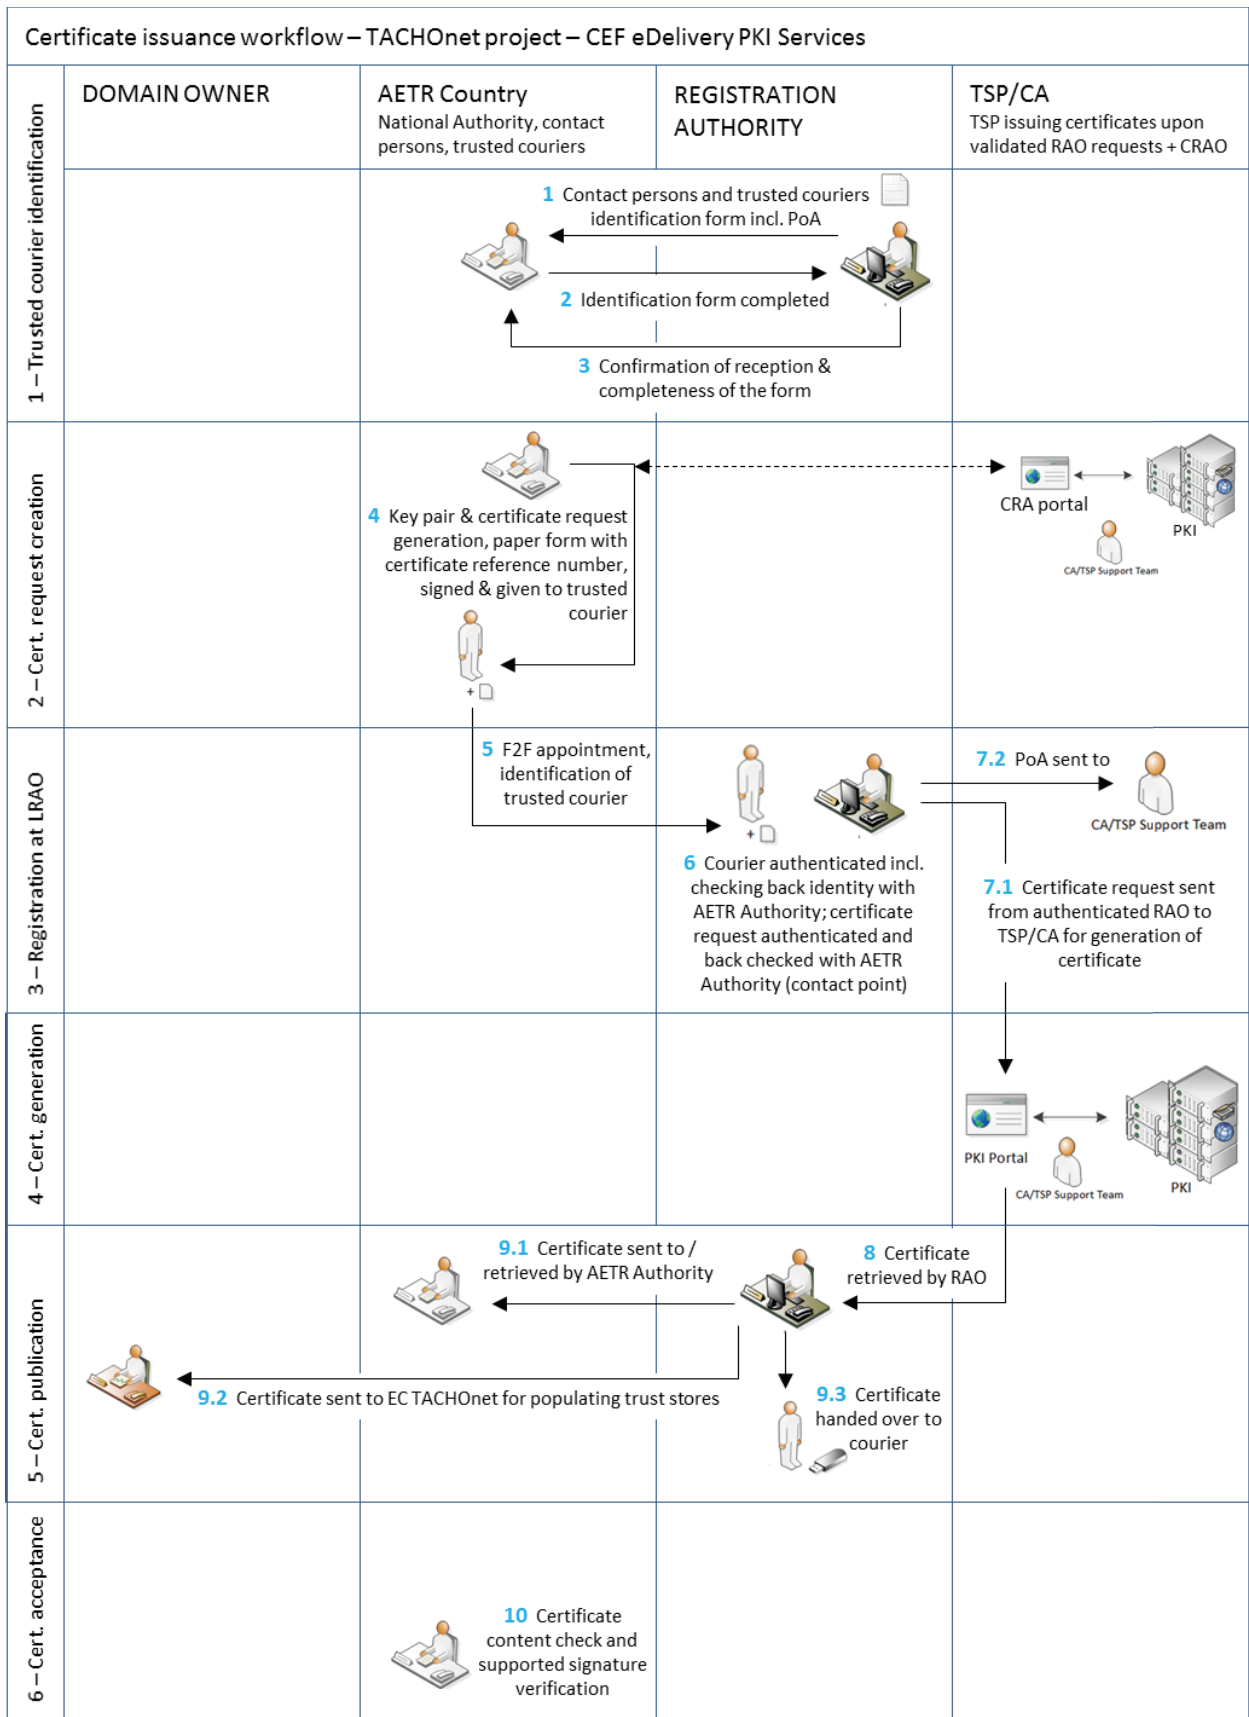 Certificate issuance workflow – TACHOnet project – CEF eDelivery PKI Services
DOMAIN OWNER
AETR Country
National Authority, contact
persons, trusted couriers
REGISTRATION
AUTHORITY
TSP/CA
TSP issuing certificates upon
validated RAO requests + CRAO
1 – Trusted courier identification
1 Contact persons and trusted couriers
identification form incl. PoA
2 Identification form completed
3 Confirmation of reception &
completeness of the form
2 – Cert. request creation
4 Key pair & certificate request
generation, paper form with
certificate reference number,
signed & given to trusted
courier
+
CRA portal
PKI
CA/TSP Support Team
3 – Registration at LRAO
5 F2F appointment,
identification of
trusted courier
+
6 Courier authenticated incl.
checking back identity with
AETR Authority; certificate
request authenticated and
back checked with AETR
Authority (contact point)
7.2 PoA sent to
CA/TSP Support Team
7.1 Certificate request sent
from authenticated RAO to
TSP/CA for generation of
certificate
4 – Cert. generation
PKI Portal
CA/TSP Support Team
PKI
5 – Cert. publication
9.1 Certificate sent to /
retrieved by AETR Authority
8 Certificate
retrieved by RAO
9.2 Certificate sent to EC TACHOnet for populating trust stores
9.3 Certificate
handed over to
courier
6 – Cert. acceptance
10 Certificate
content check and
supported signature
verification